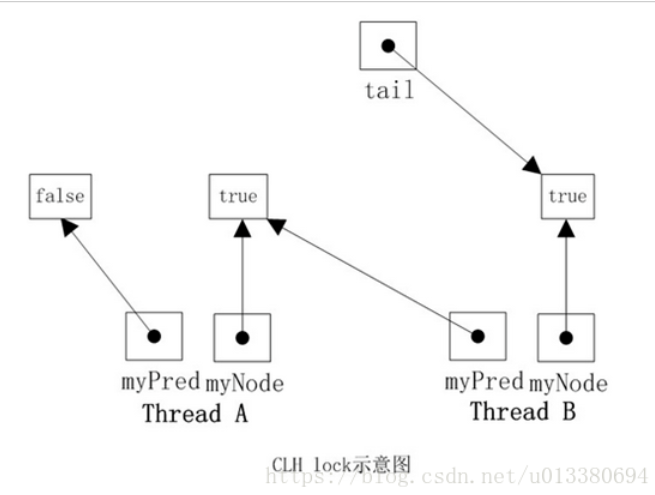 tail
false
true
true
myPred myNode
Thread A
myPred myNode
Thread B
CLH lock示意图
https://blog.csdn.net/u013380694